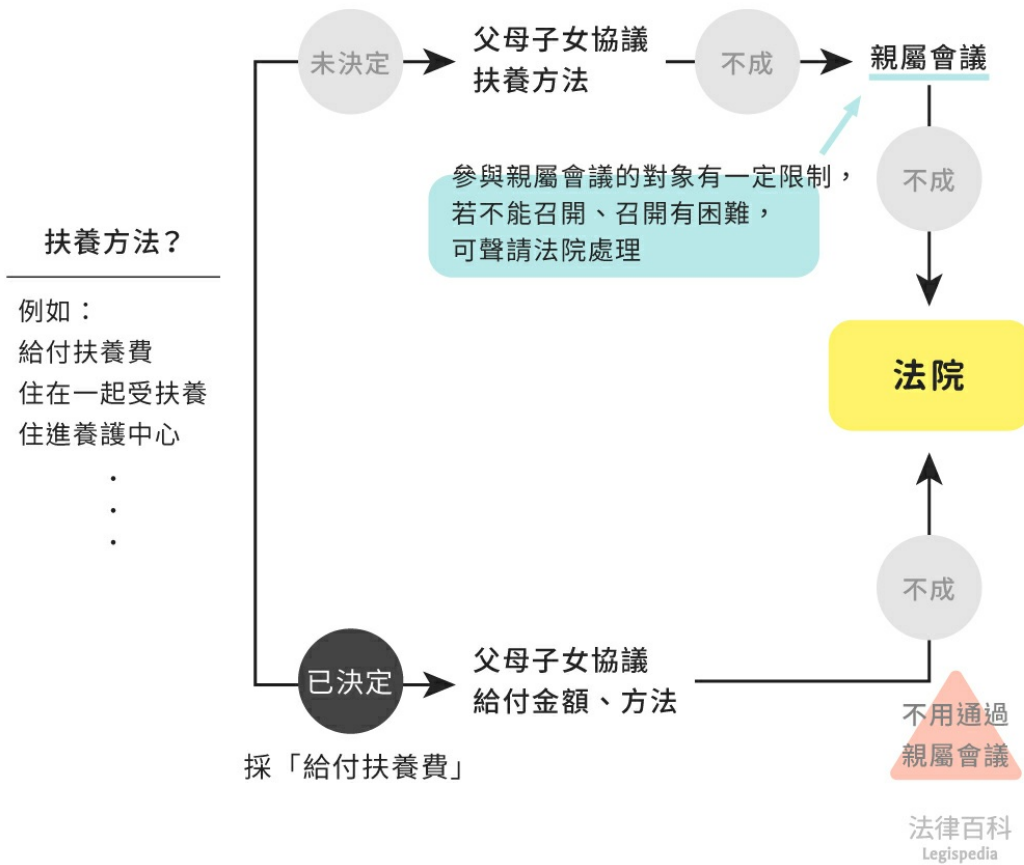 扶養方法？
例如：
給付扶養費
住在一起受扶養
住進養護中心
．
．
．
未決定
父母子女協議
扶養方法
不成
親屬會議
參與親屬會議的對象有一定限制，
若不能召開、召開有困難，
可聲請法院處理
不成
法院
已決定
採「給付扶養費」
父母子女協議
給付金額、方法
不成
不用通過
親屬會議
法律百科
Legispedia